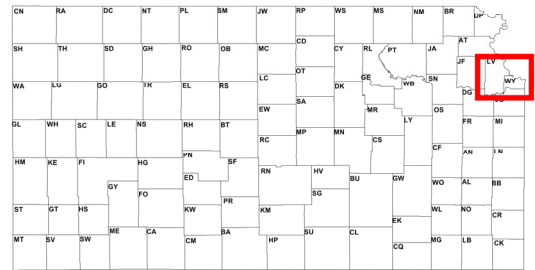 CN RA DC NT PL SM JW RP WS MS NM BR DP
AT
SH TH SD GH RO OB MC CD CY RL PT JA JF LV
LC OT GE WB SN WY
WA LG GO TR EL RS DK DG
EW SA MR OS
GL WH SC LE NS RH BT LY FR MI
RC MP MN CS
CF AN LN
HM KE FI HG PN SF
RN HV
ED BU GW WO AL BB
GY FO SG
PR
ST GT HS KW KM WL NO CR
EK
MT SV SW ME CA CM BA HP SU CL CQ MG LB CK